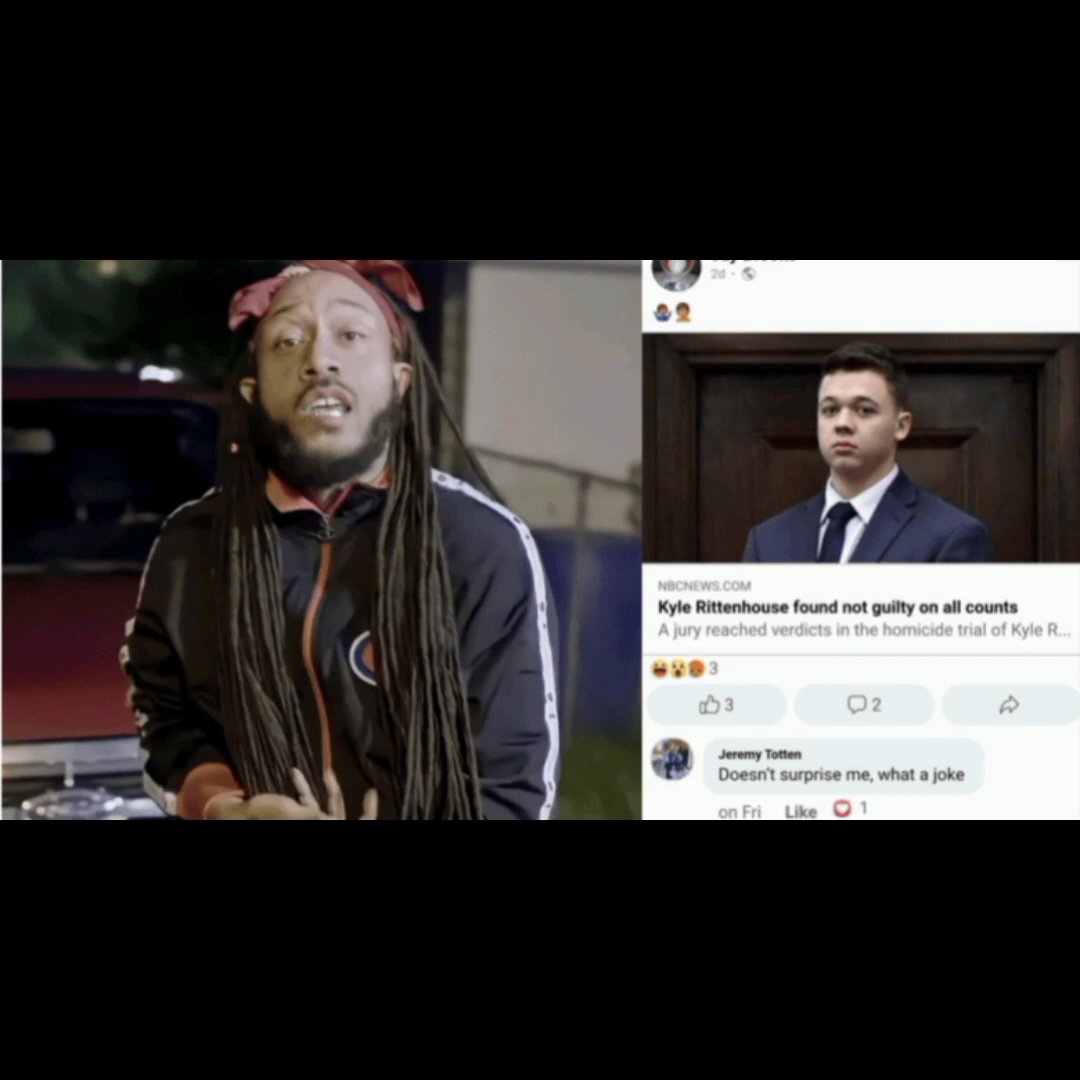 2d
NBCNEWS.COM
Kyle Rittenhouse found not guilty on all counts
A jury reached verdicts in the homicide trial of Kyle R...
3
3
2
Jeremy Totten
Doesn't surprise me, what a joke
on Fri Like 1